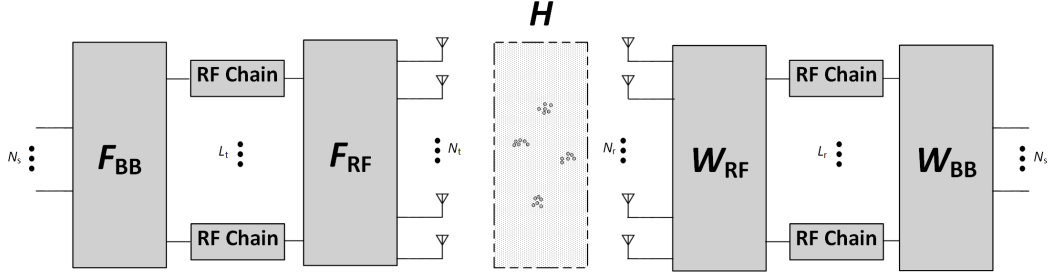 H
RF Chain
RF Chain
N_s
F_BB
L_t
F_RF
N_t
N_r
W_RF
L_r
W_BB
N_s
RF Chain
RF Chain